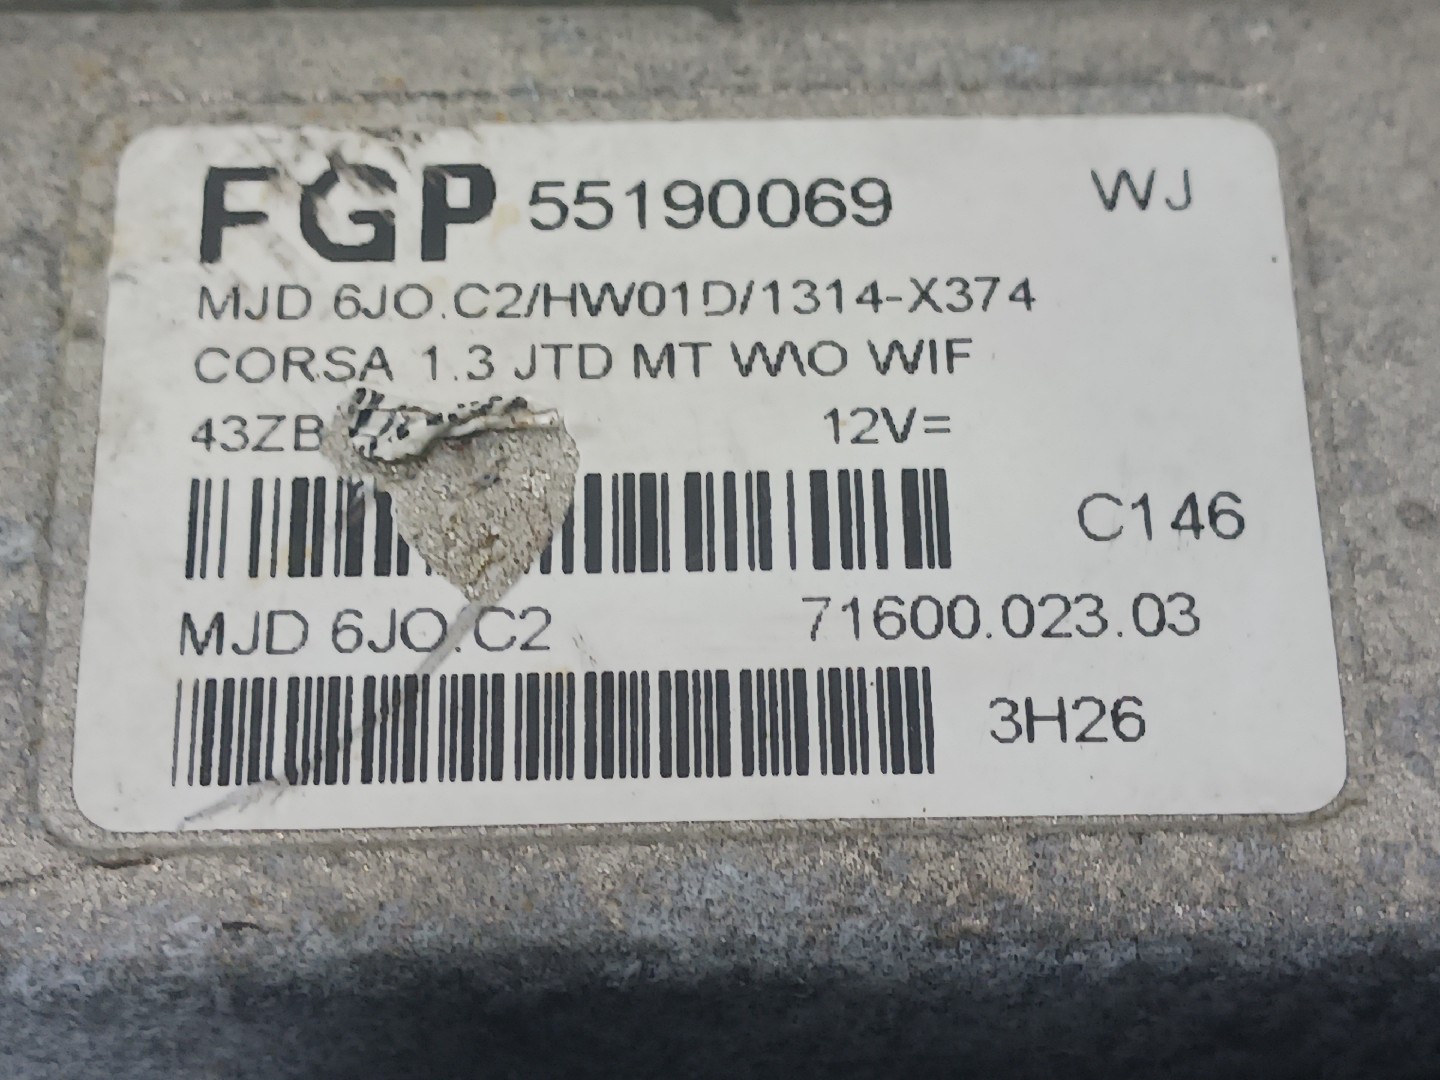 FGP 55190069 WJ
MJD 6JO.C2/HW01D/1314-X374
CORSA 1.3 JTD MT W\O WIF
43ZB 12V=
C146
MJD 6JO.C2 71600.023.03
3H26